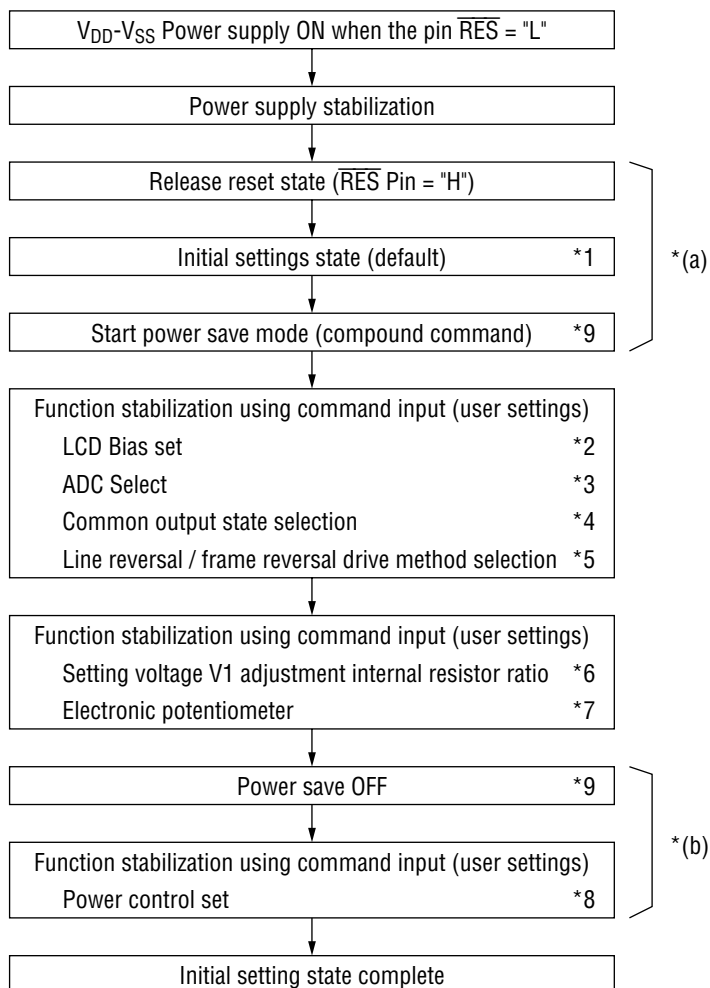 VDD-VSS Power supply ON when the pin R̅E̅S̅ = "L"
Power supply stabilization
Release reset state (R̅E̅S̅ Pin = "H")
Initial settings state (default) *1
*(a)
Start power save mode (compound command) *9
Function stabilization using command input (user settings)
LCD Bias set *2
ADC Select *3
Common output state selection *4
Line reversal / frame reversal drive method selection *5
Function stabilization using command input (user settings)
Setting voltage V1 adjustment internal resistor ratio *6
Electronic potentiometer *7
Power save OFF *9
*(b)
Function stabilization using command input (user settings)
Power control set *8
Initial setting state complete